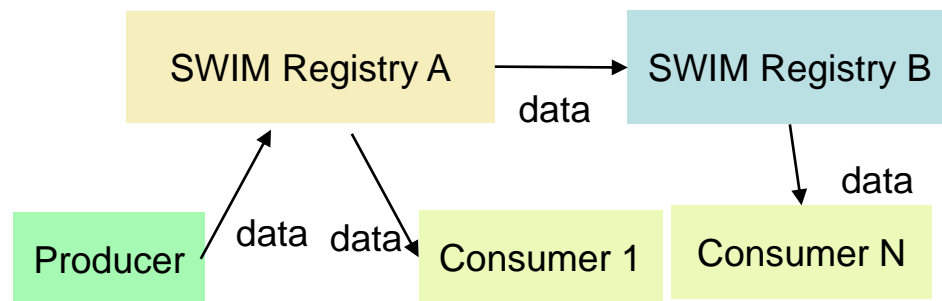 SWIM Registry A
SWIM Registry B
data
data
data
data
Producer
Consumer 1
Consumer N